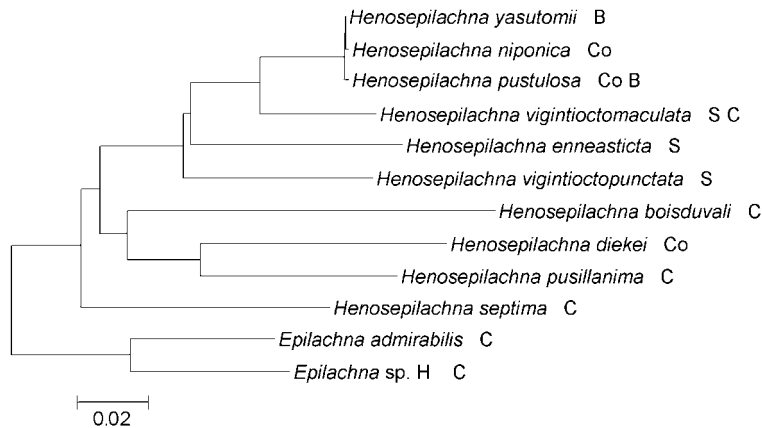 Henosepilachna yasutomii B
Henosepilachna niponica Co
Henosepilachna pustulosa Co B
Henosepilachna vigintioctomaculata S C
Henosepilachna enneasticta S
Henosepilachna vigintioctopunctata S
Henosepilachna boisduvali C
Henosepilachna diekei Co
Henosepilachna pusillanima C
Henosepilachna septima C
Epilachna admirabilis C
Epilachna sp. H C
0.02